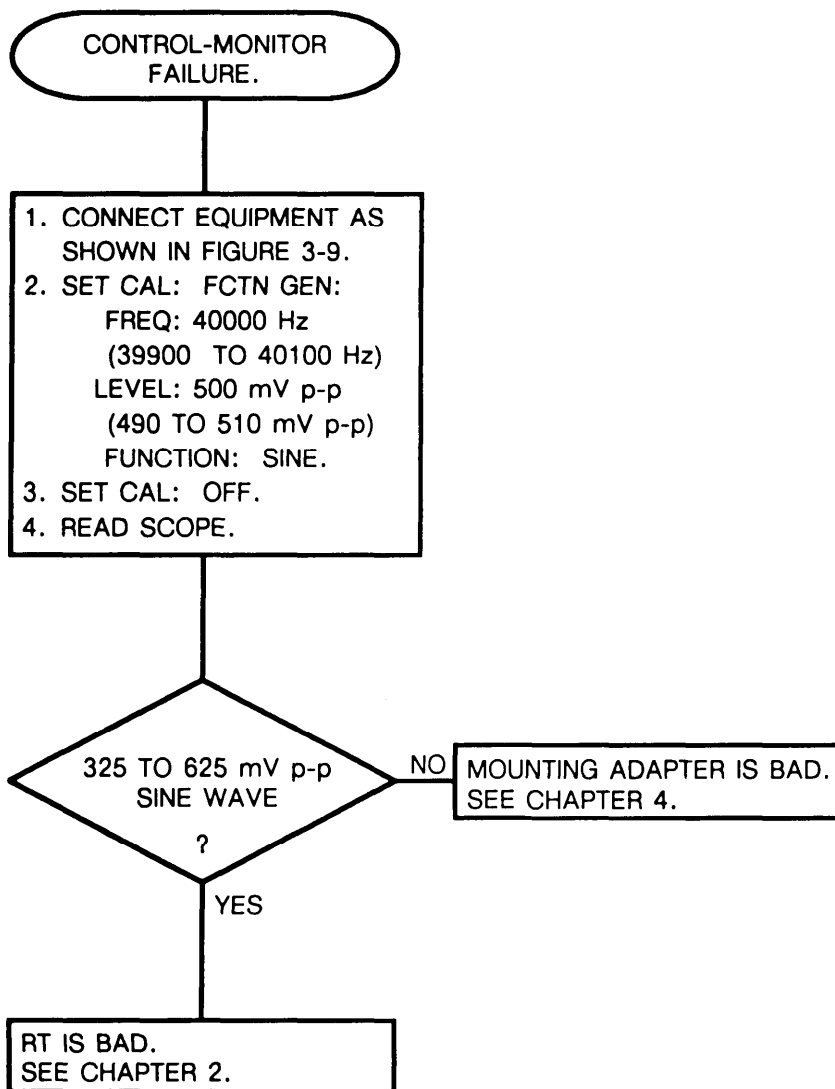 CONTROL-MONITOR
FAILURE.
1. CONNECT EQUIPMENT AS
SHOWN IN FIGURE 3-9.
2. SET CAL: FCTN GEN:
FREQ: 40000 Hz
(39900 TO 40100 Hz)
LEVEL: 500 mV p-p
(490 TO 510 mV p-p)
FUNCTION: SINE.
3. SET CAL: OFF.
4. READ SCOPE.
325 TO 625 mV p-p
SINE WAVE
?
NO
MOUNTING ADAPTER IS BAD.
SEE CHAPTER 4.
YES
RT IS BAD.
SEE CHAPTER 2.